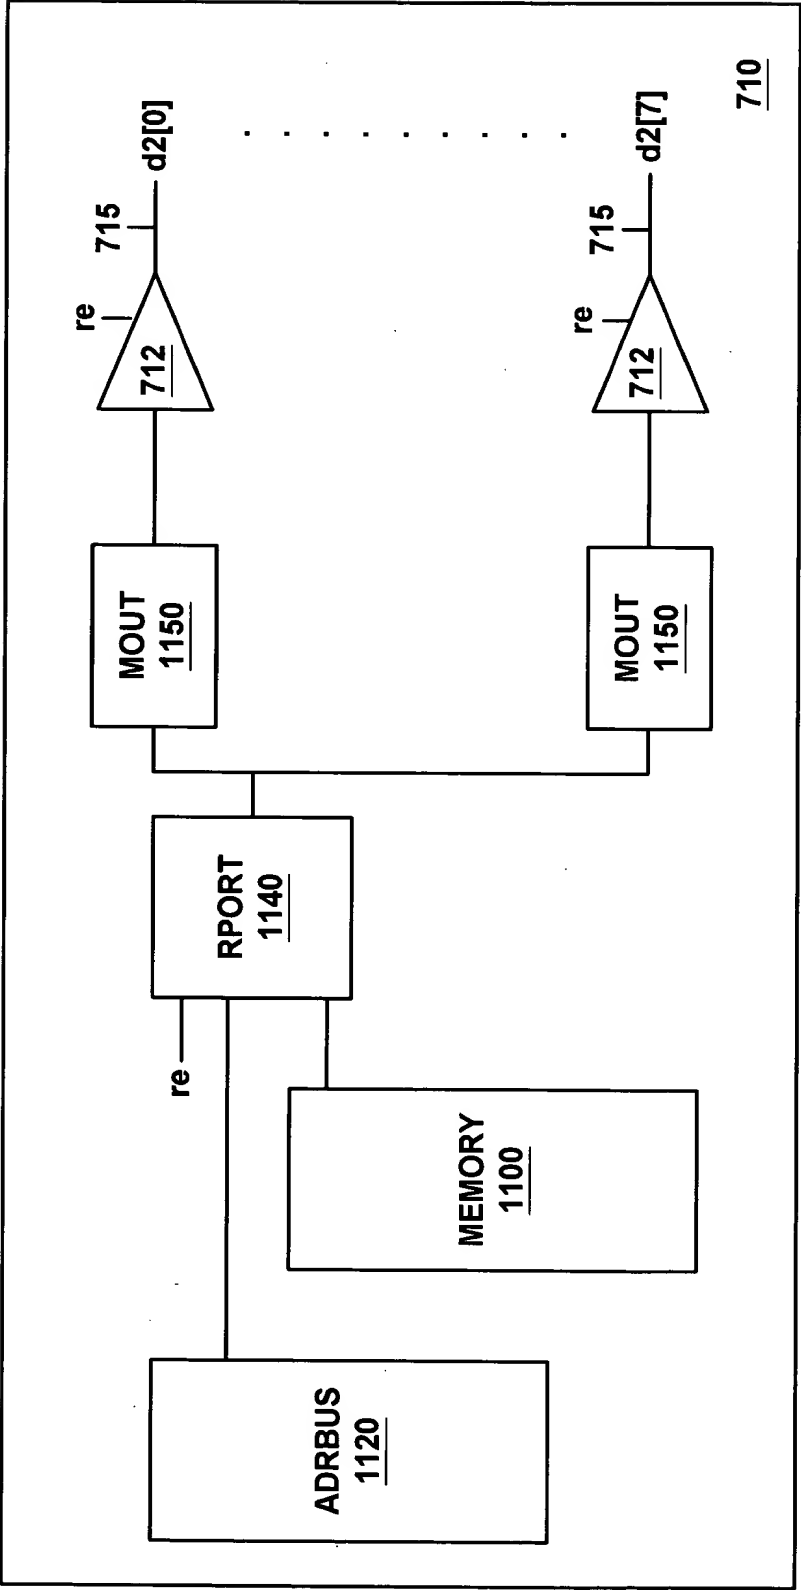 ADRBUS
1120
MEMORY
1100
re
RPORT
1140
MOUT
1150
re
712
715
d2[0]
. . . . . . . . .
MOUT
1150
re
712
715
d2[7]
710